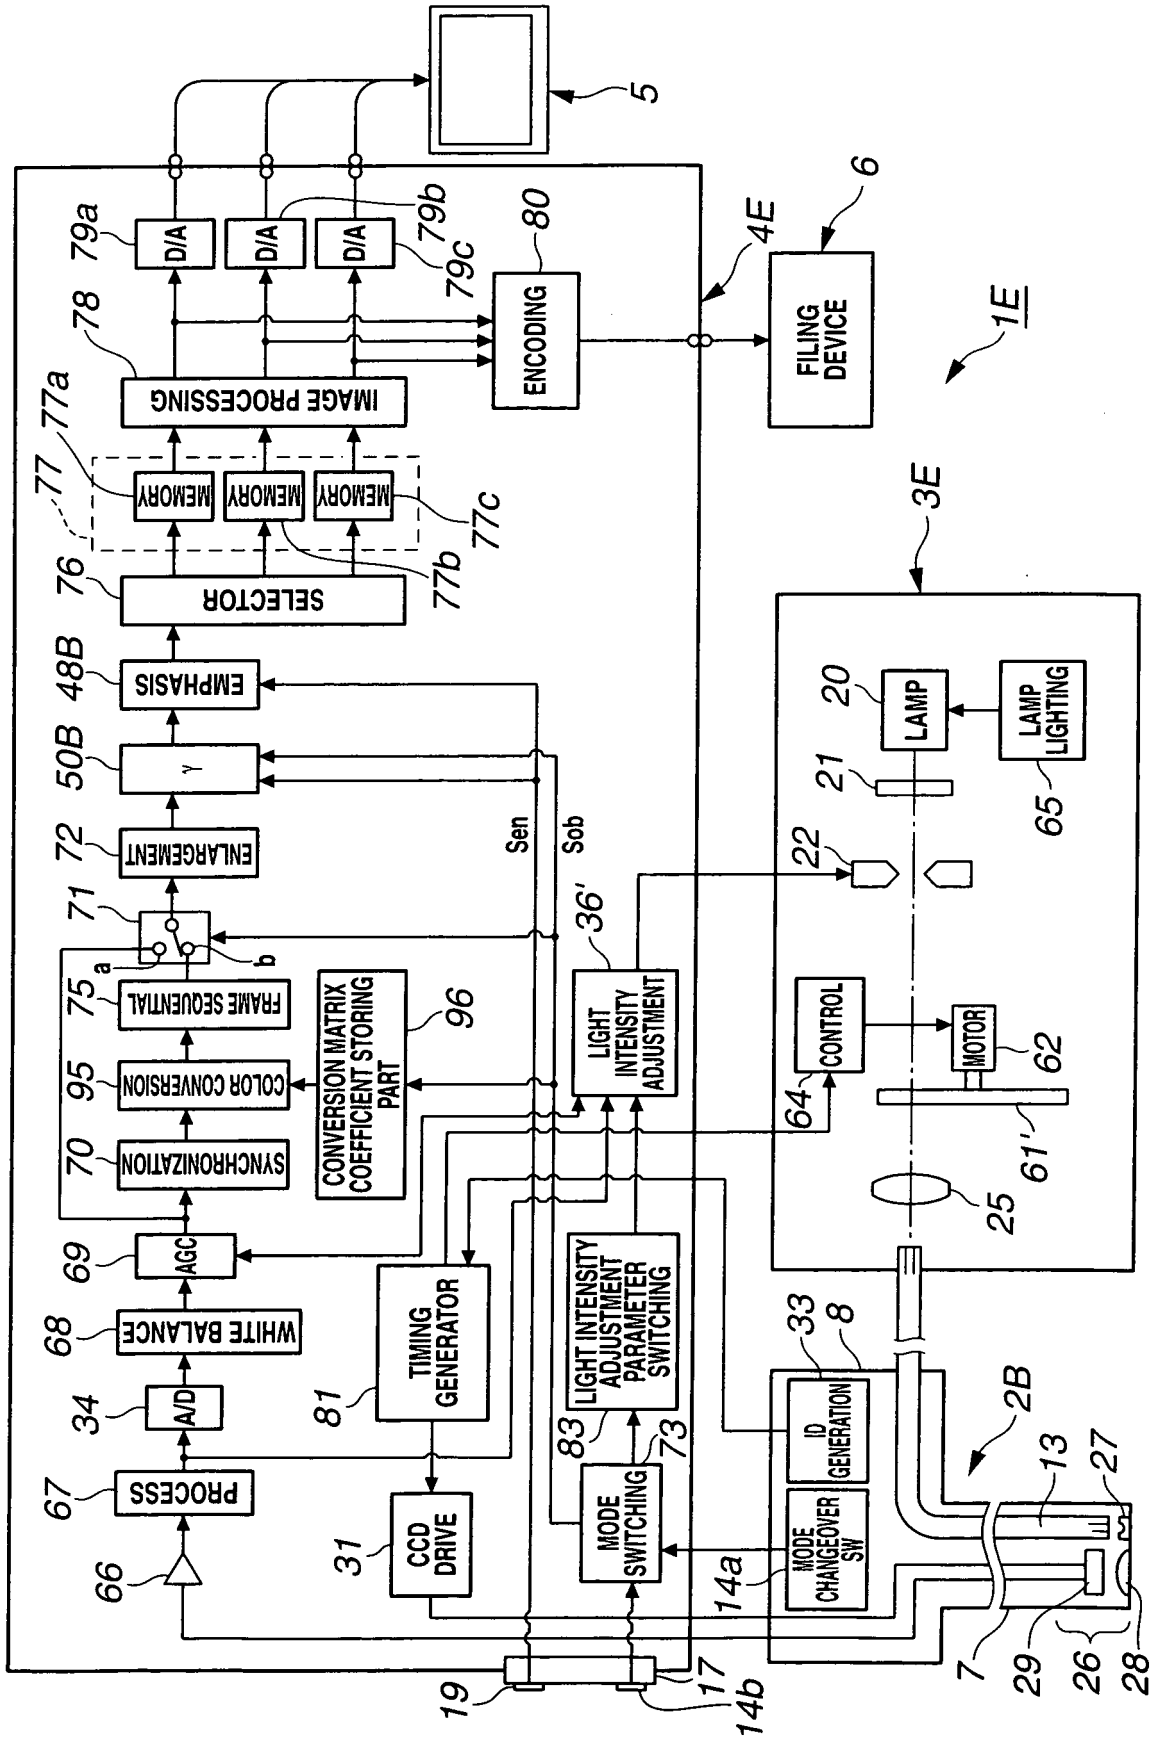 66
67
PROCESS
34
A/D
68
WHITE BALANCE
69
AGC
70
SYNCHRONIZATION
95
COLOR CONVERSION
75
FRAME SEQUENTIAL
a
b
71
72
ENLARGEMENT
50B
γ
48B
EMPHASIS
76
SELECTOR
77
77a
MEMORY
MEMORY
77b
MEMORY
77c
78
IMAGE PROCESSING
79a
D/A
D/A
79b
D/A
79c
5
80
ENCODING
4E
6
FILING
DEVICE
1E
CONVERSION MATRIX
COEFFICIENT STORING
PART
96
31
CCD
DRIVE
81
TIMING
GENERATOR
Sen
Sob
36'
LIGHT
INTENSITY
ADJUSTMENT
83
LIGHT INTENSITY
ADJUSTMENT
PARAMETER
SWITCHING
73
MODE
SWITCHING
19
17
14b
14a
MODE
CHANGEOVER
SW
33
ID
GENERATION
8
2B
7
29
26
28
13
27
3E
20
LAMP
65
LAMP
LIGHTING
21
22
64
CONTROL
MOTOR
62
61'
25